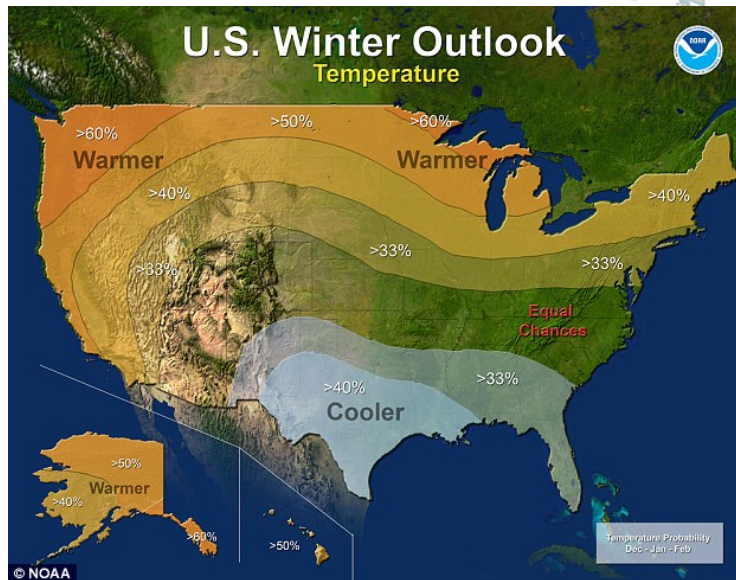 U.S. Winter Outlook
Temperature
NOAA
>60%
>50%
>60%
Warmer
Warmer
>40%
>40%
>33%
>33%
>33%
Equal
Chances
>40%
>33%
Cooler
>50%
Warmer
>40%
>60%
>50%
Temperature Probability
Dec - Jan - Feb
© NOAA